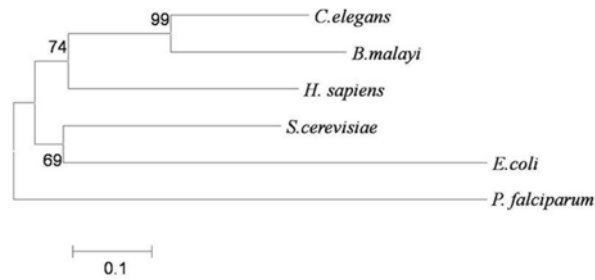 99
C.elegans
B.malayi
74
H. sapiens
S.cerevisiae
69
E.coli
P. falciparum
0.1